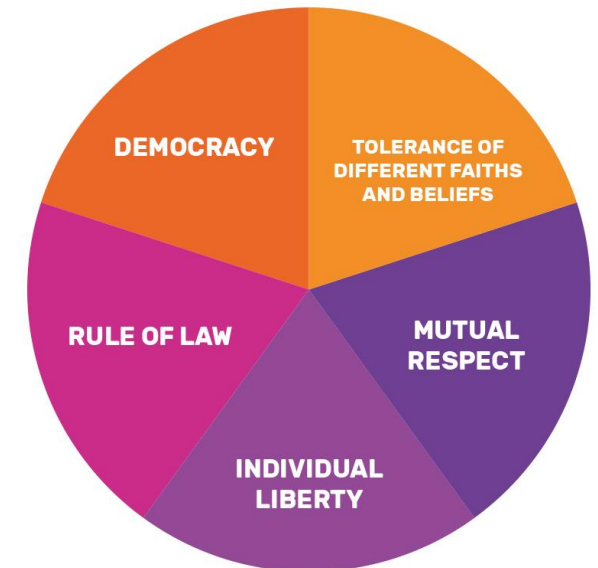 DEMOCRACY
TOLERANCE OF
DIFFERENT FAITHS
AND BELIEFS
RULE OF LAW
MUTUAL
RESPECT
INDIVIDUAL
LIBERTY